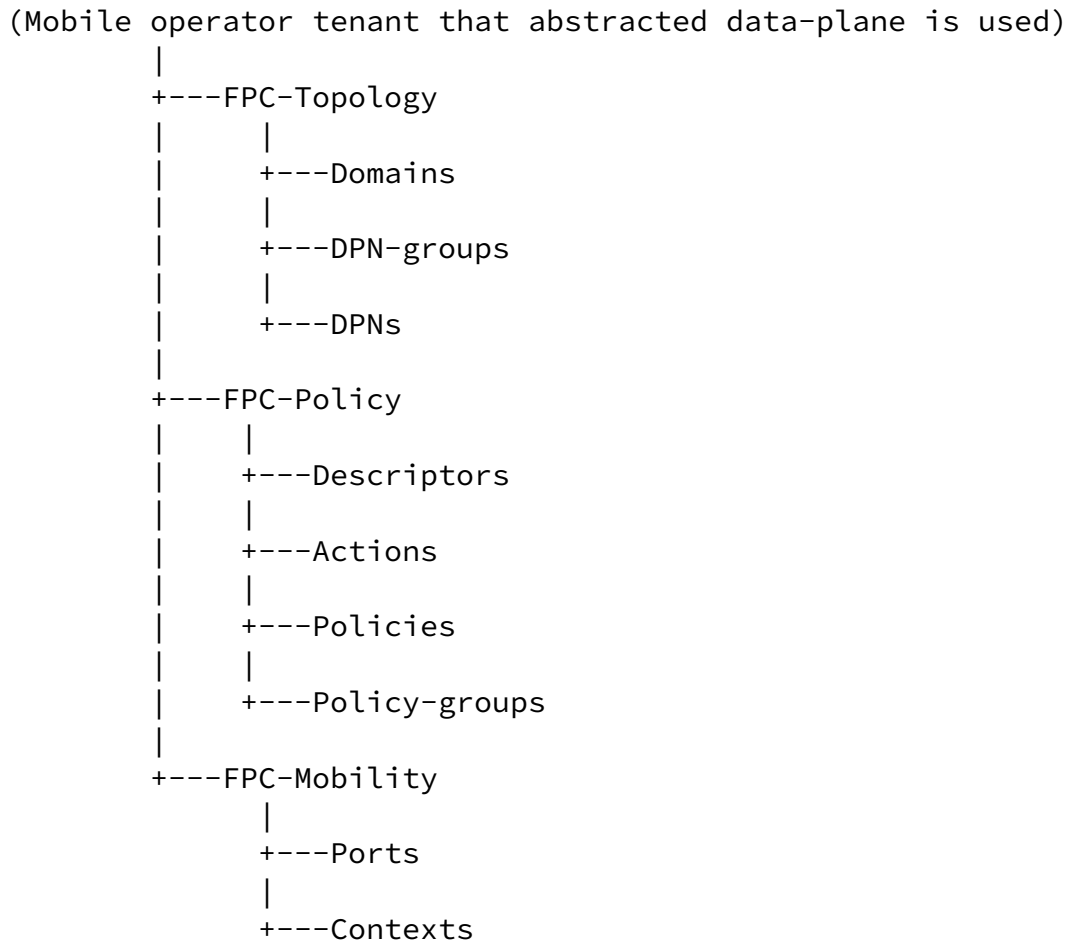 (Mobile operator tenant that abstracted data-plane is used)
|
+---FPC-Topology
|     |
|     +---Domains
|     |
|     +---DPN-groups
|     |
|     +---DPNs
|
+---FPC-Policy
|    |
|    +---Descriptors
|    |
|    +---Actions
|    |
|    +---Policies
|    |
|    +---Policy-groups
|
+---FPC-Mobility
      |
      +---Ports
      |
      +---Contexts